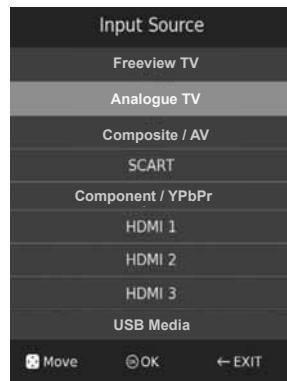 Input Source
Freeview TV
Analogue TV
Composite / AV
SCART
Component / YPbPr
HDMI 1
HDMI 2
HDMI 3
USB Media
Move OK ← EXIT